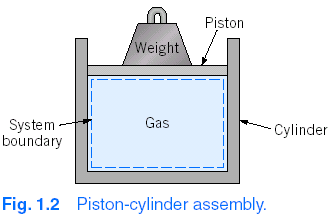 Piston
Weight
Gas
System
boundary
Cylinder
Fig. 1.2 Piston-cylinder assembly.